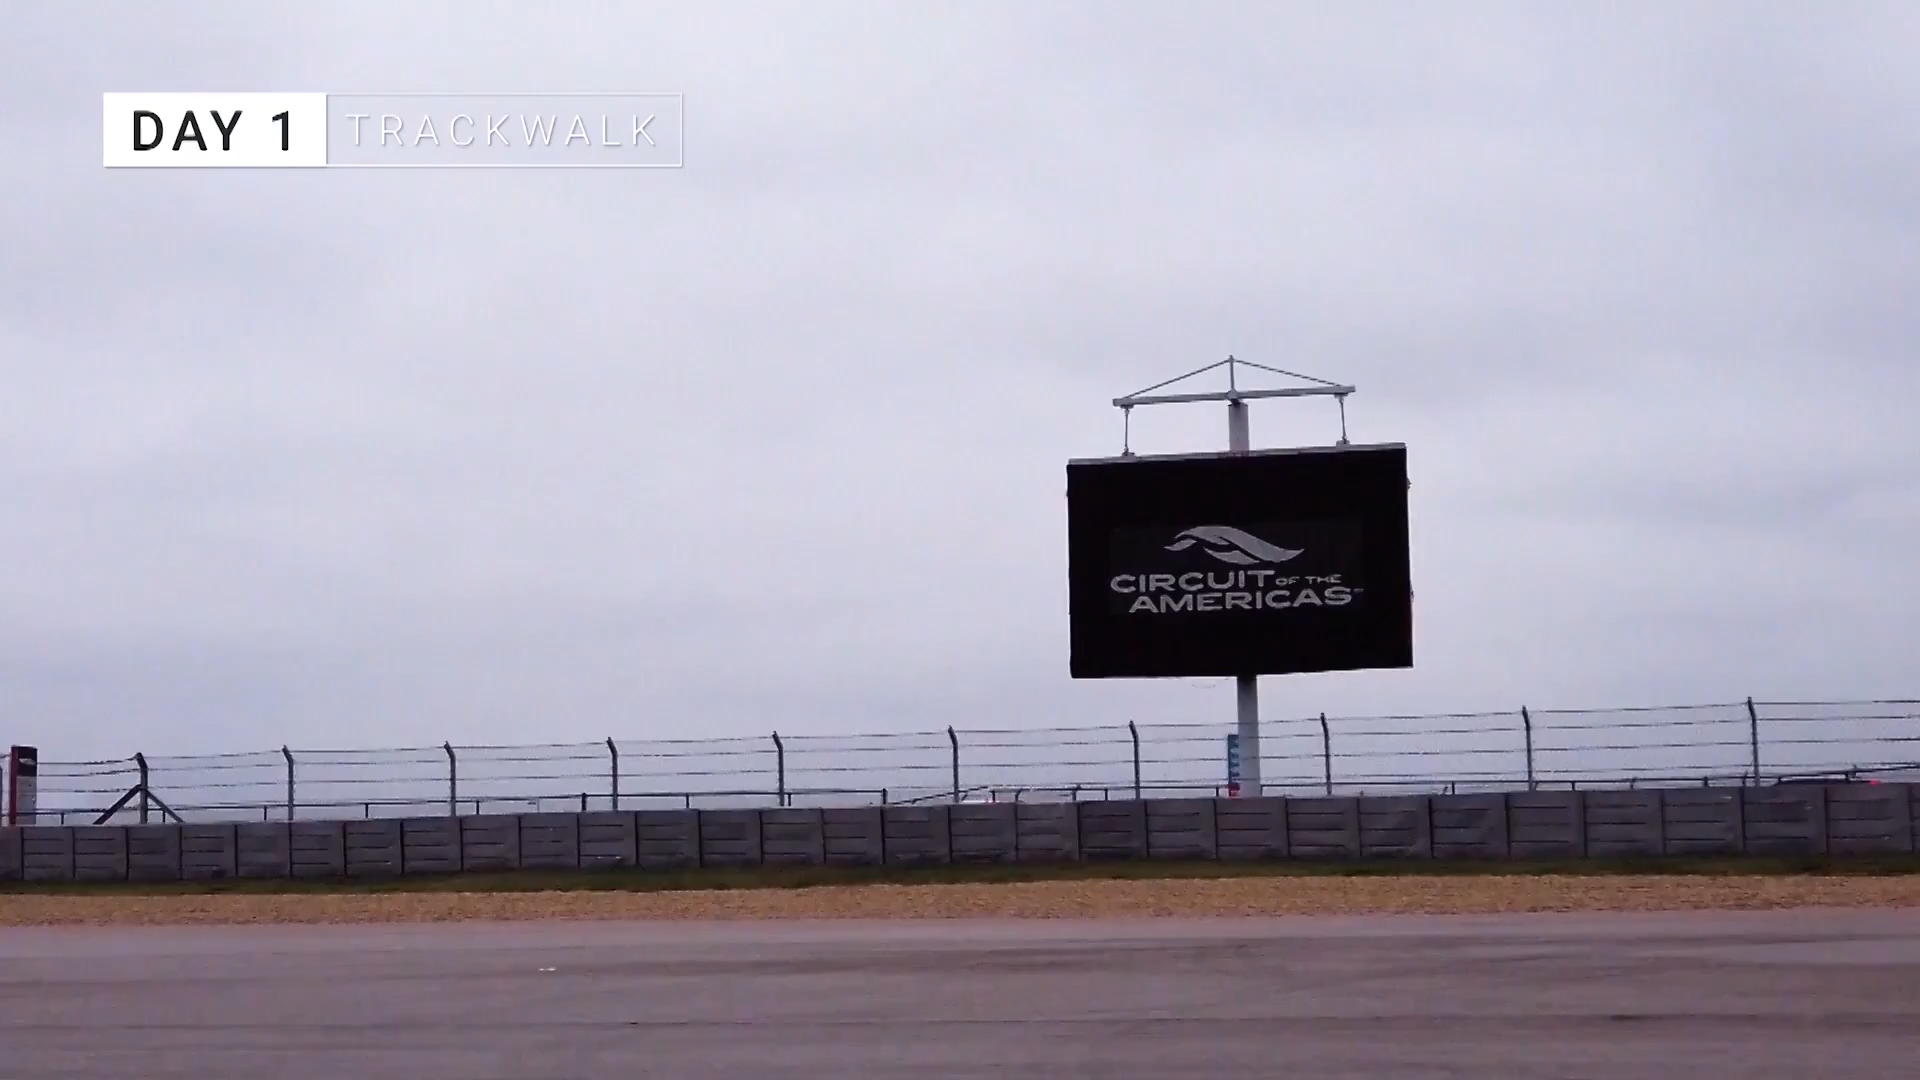 DAY 1 TRACKWALK
CIRCUIT OF THE
AMERICAS